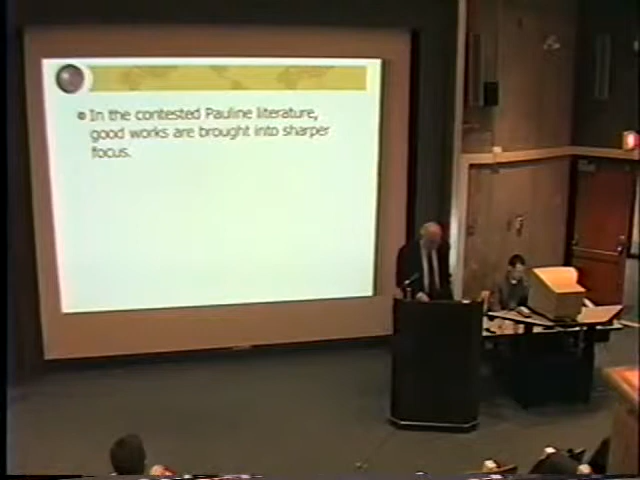 In the contested Pauline literature,
good works are brought into sharper
focus.